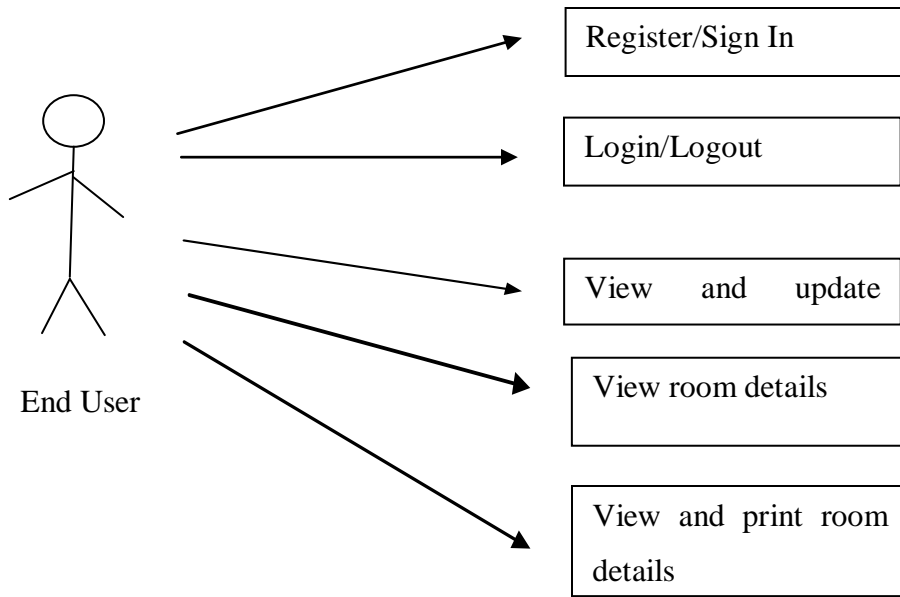 Register/Sign In
Login/Logout
View and update
View room details
End User
View and print room
details